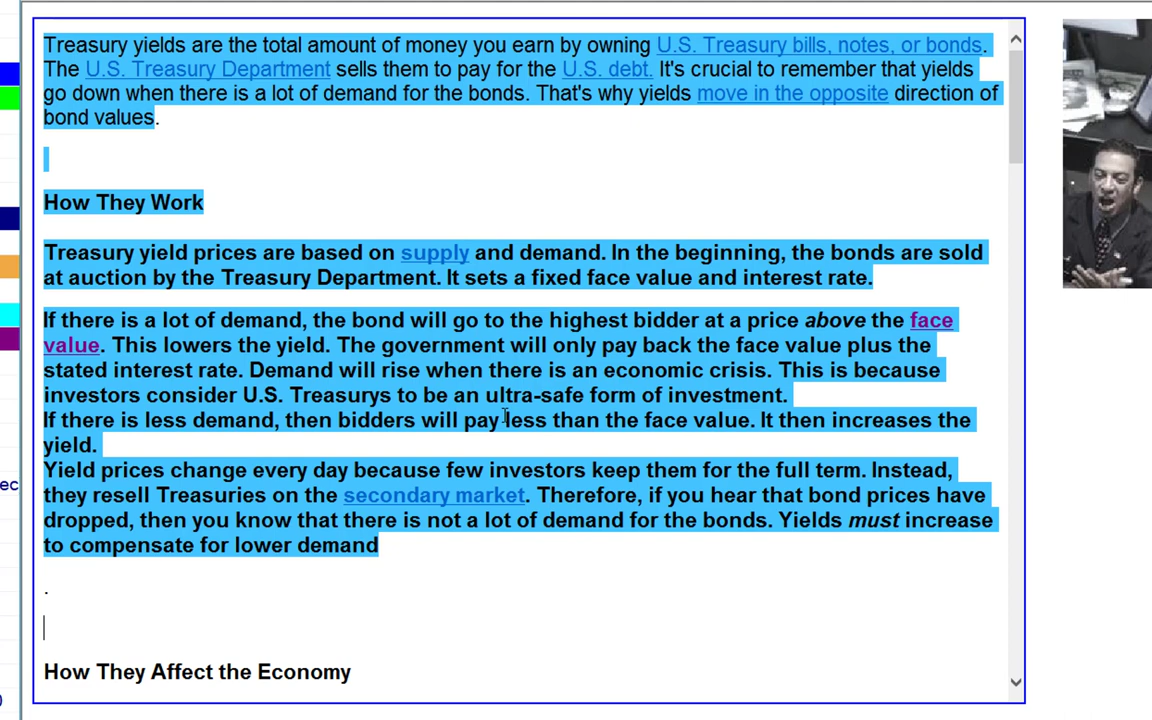 Treasury yields are the total amount of money you earn by owning U.S. Treasury bills, notes, or bonds.
The U.S. Treasury Department sells them to pay for the U.S. debt. It's crucial to remember that yields
go down when there is a lot of demand for the bonds. That's why yields move in the opposite direction of
bond values.
How They Work
Treasury yield prices are based on supply and demand. In the beginning, the bonds are sold
at auction by the Treasury Department. It sets a fixed face value and interest rate.
If there is a lot of demand, the bond will go to the highest bidder at a price above the face
value. This lowers the yield. The government will only pay back the face value plus the
stated interest rate. Demand will rise when there is an economic crisis. This is because
investors consider U.S. Treasurys to be an ultra-safe form of investment.
If there is less demand, then bidders will pay less than the face value. It then increases the
yield.
Yield prices change every day because few investors keep them for the full term. Instead,
they resell Treasuries on the secondary market. Therefore, if you hear that bond prices have
dropped, then you know that there is not a lot of demand for the bonds. Yields must increase
to compensate for lower demand
.
How They Affect the Economy
ec
)